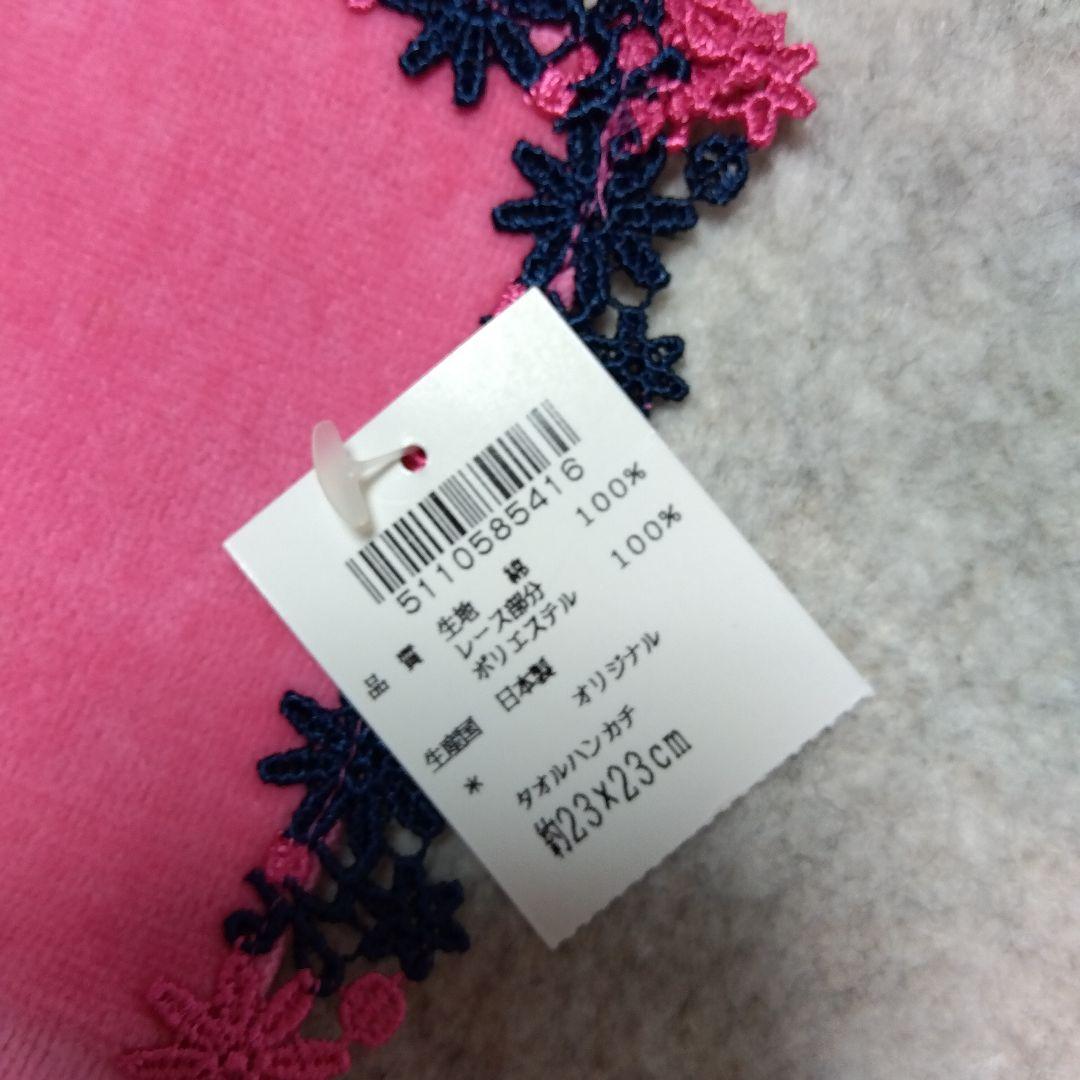 5110585416
品質 生地 綿 100%
レース部分
ポリエステル 100%
生産国 日本製
* オリジナル
タオルハンカチ
約23×23cm